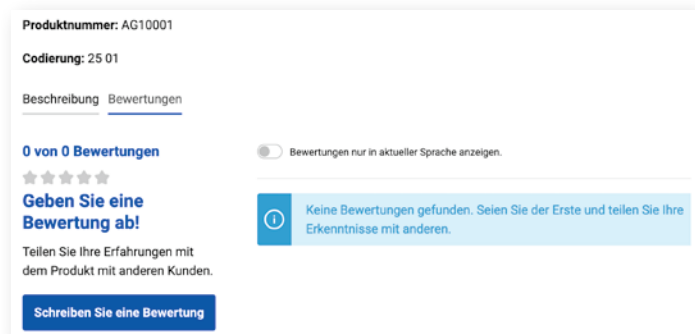 Produktnummer: AG10001
Codierung: 25 01
Beschreibung Bewertungen
0 von 0 Bewertungen
Geben Sie eine
Bewertung ab!
Teilen Sie Ihre Erfahrungen mit
dem Produkt mit anderen Kunden.
Schreiben Sie eine Bewertung
Bewertungen nur in aktueller Sprache anzeigen.
Keine Bewertungen gefunden. Seien Sie der Erste und teilen Sie Ihre
Erkenntnisse mit anderen.